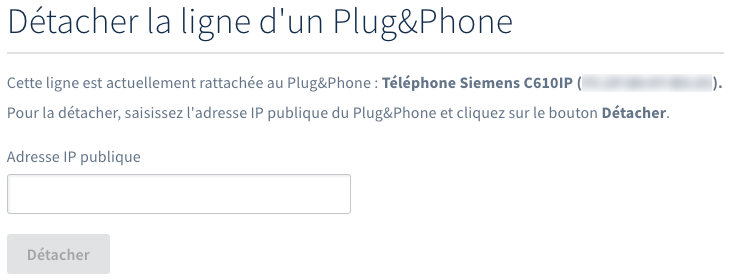 Détacher la ligne d'un Plug&Phone
Cette ligne est actuellement rattachée au Plug&Phone : Téléphone Siemens C610IP ( ).
Pour la détacher, saisissez l'adresse IP publique du Plug&Phone et cliquez sur le bouton Détacher.
Adresse IP publique
Détacher